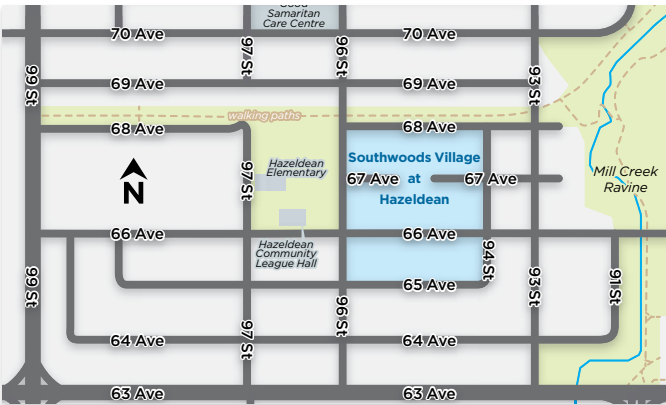 Good
Samaritan
Care Centre
70 Ave
70 Ave
99 St
97 St
96 St
93 St
69 Ave
69 Ave
walking paths
68 Ave
68 Ave
Hazeldean
Elementary
Southwoods Village
at
Hazeldean
67 Ave
67 Ave
Mill Creek
Ravine
N
97 St
66 Ave
66 Ave
Hazeldean
Community
League Hall
94 St
99 St
96 St
93 St
91 St
65 Ave
64 Ave
64 Ave
97 St
63 Ave
63 Ave